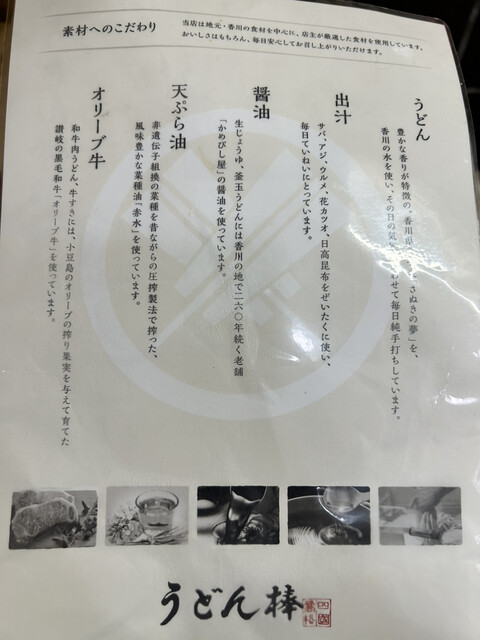 素材へのこだわり
当店は地元・香川の食材を中心に、店主が厳選した食材を使用しています。
おいしさはもちろん、毎日安心してお召し上がりいただけます。
うどん
豊かな香りが特徴の。香川県 さぬきの夢」を、
香川の水を使い、その日の気 わせて毎日純手打ちしています。
出汁
サバ、アジ、ウルメ、花カツオ、日高昆布をぜいたくに使い、
毎日ていねいにとっています。
醤油
生じょうゆ、釜玉うどんには香川の地で二六〇年続く老舗
「かめびし屋」の醤油を使っています。
天ぷら油
非遺伝子組換の菜種を昔ながらの圧搾製法で搾った、
風味豊かな菜種油「赤水」を使っています。
オリーブ牛
和牛肉うどん、牛すきには、小豆島のオリーブの搾り果実を与えて育てた
讃岐の黒毛和牛「オリーブ牛」を使っています。
うどん棒